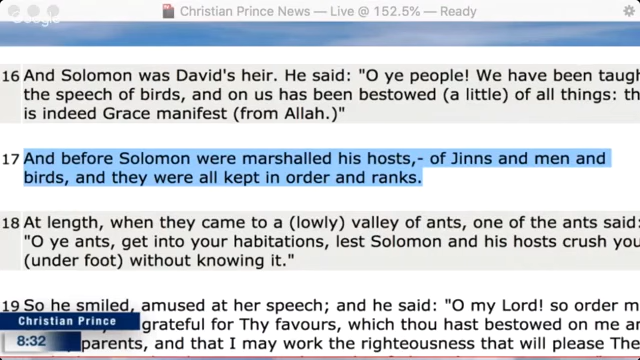 Christian Prince News — Live @ 152.5% — Ready
Google
16 And Solomon was David's heir. He said: "O ye people! We have been taugh
the speech of birds, and on us has been bestowed (a little) of all things: th
is indeed Grace manifest (from Allah.)"
17 And before Solomon were marshalled his hosts,- of Jinns and men and
birds, and they were all kept in order and ranks.
18 At length, when they came to a (lowly) valley of ants, one of the ants said:
"O ye ants, get into your habitations, lest Solomon and his hosts crush you
(under foot) without knowing it."
19 So he smiled, amused at her speech; and he said: "O my Lord! so order m
grateful for Thy favours, which thou hast bestowed on me a
parents, and that I may work the righteousness that will please The
Christian Prince
8:32